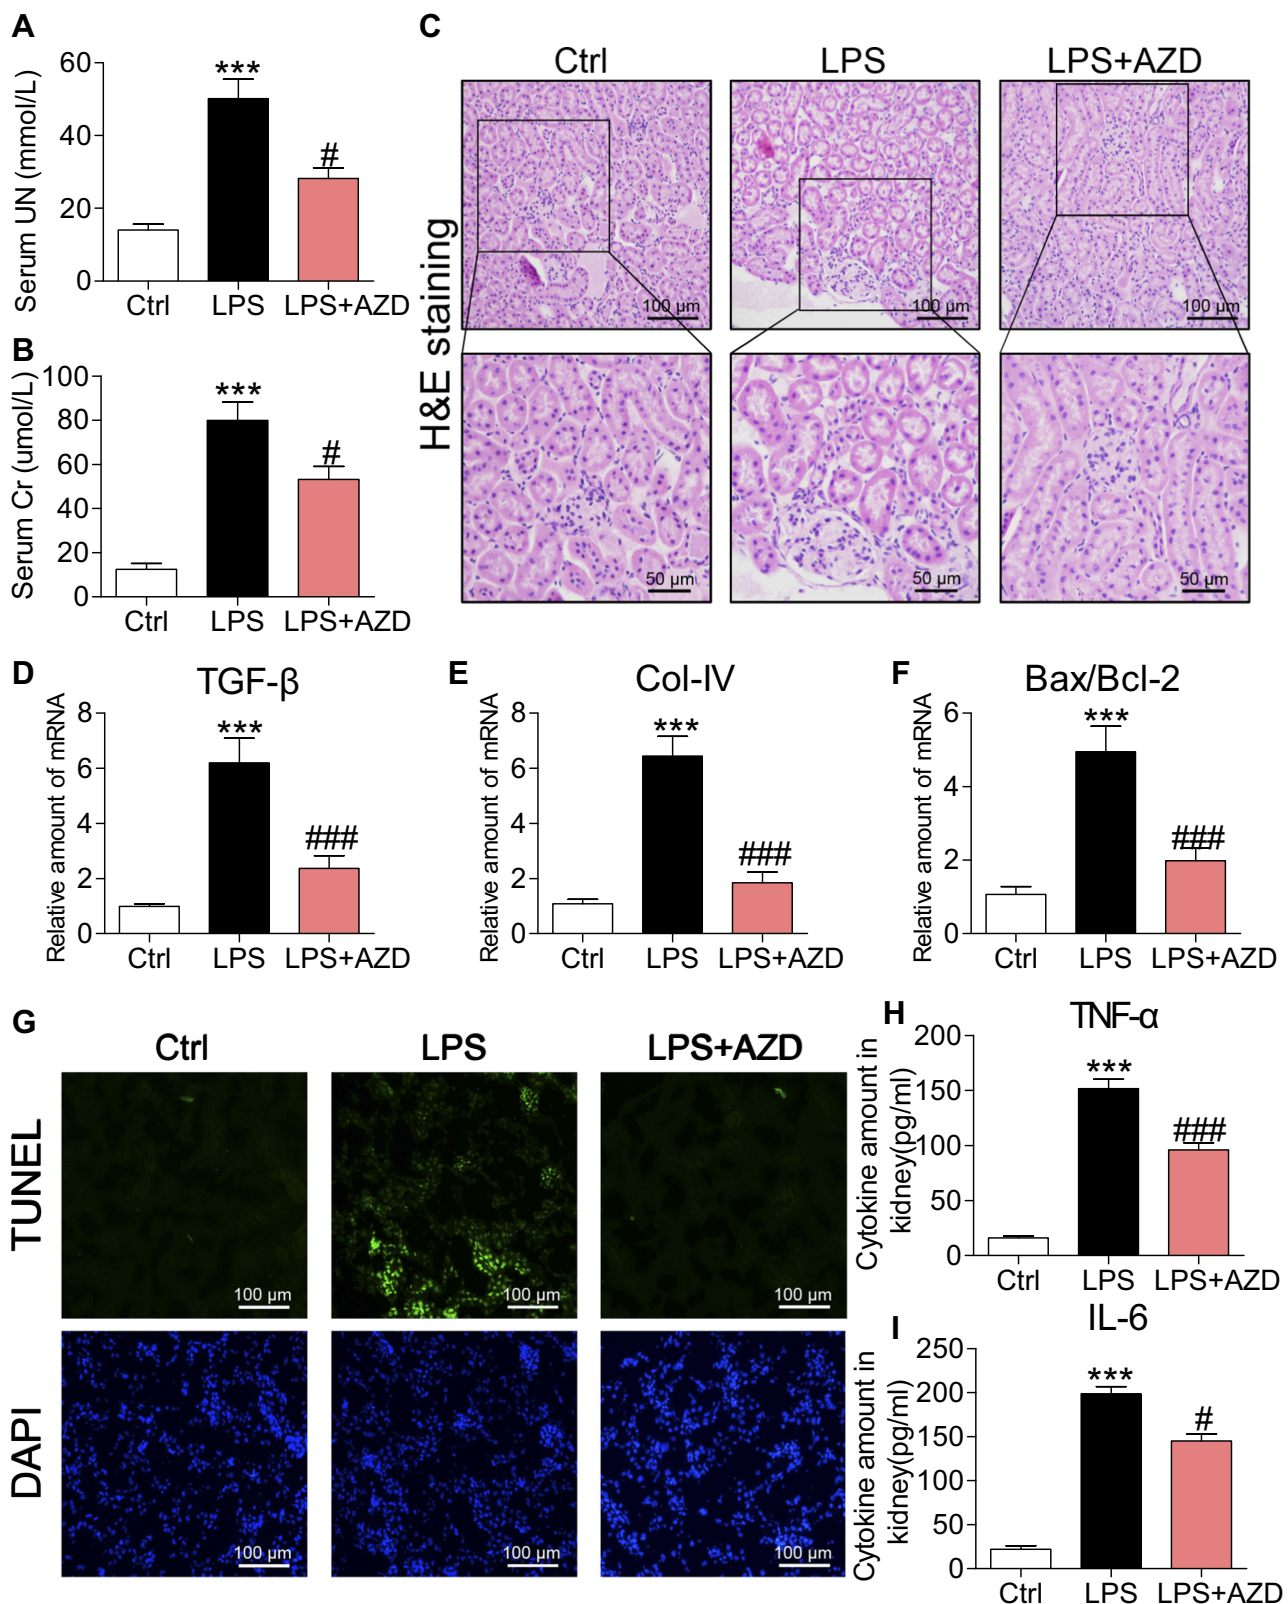 A
Serum UN (mmol/L)
60
40
20
0
***
#
Ctrl
LPS
LPS+AZD
B
Serum Cr (umol/L)
100
80
60
40
20
0
***
#
Ctrl
LPS
LPS+AZD
C
Ctrl
LPS
LPS+AZD
H&E staining
100 µm
100 µm
100 µm
50 µm
50 µm
50 µm
D
TGF-β
Relative amount of mRNA
8
6
4
2
0
***
###
Ctrl
LPS
LPS+AZD
E
Col-IV
Relative amount of mRNA
8
6
4
2
0
***
###
Ctrl
LPS
LPS+AZD
F
Bax/Bcl-2
Relative amount of mRNA
6
4
2
0
***
###
Ctrl
LPS
LPS+AZD
G
Ctrl
LPS
LPS+AZD
TUNEL
100 µm
100 µm
100 µm
DAPI
100 µm
100 µm
100 µm
H
TNF-α
Cytokine amount in
kidney(pg/ml)
200
150
100
50
0
***
###
Ctrl
LPS
LPS+AZD
I
IL-6
Cytokine amount in
kidney(pg/ml)
250
200
150
100
50
0
***
#
Ctrl
LPS
LPS+AZD